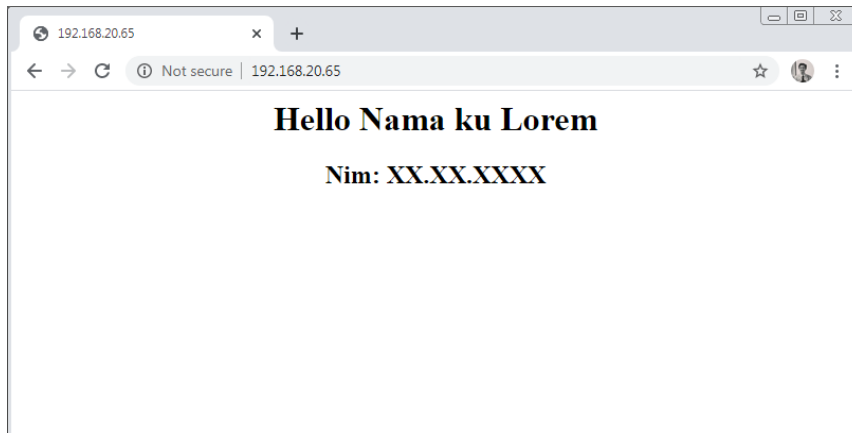 192.168.20.65
Not secure | 192.168.20.65
Hello Nama ku Lorem
Nim: XX.XX.XXXX